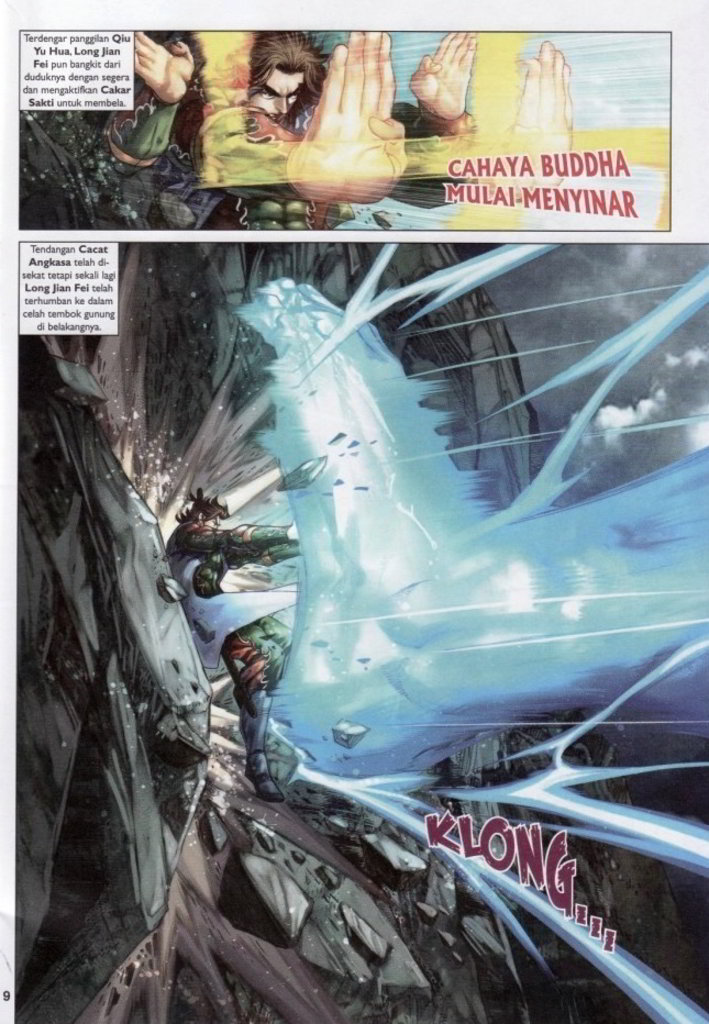 Terdengar panggilan Qiu
Yu Hua, Long Jian
Fei pun bangkit dari
duduknya dengan segera
dan mengaktifkan Cakar
Sakti untuk membela.
CAHAYA BUDDHA
MULAI MENYINAR
Tendangan Cacat
Angkasa telah di-
sekat tetapi sekali lagi
Long Jian Fei telah
terhumban ke dalam
celah tembok gunung
di belakangnya.
KLONG...
9